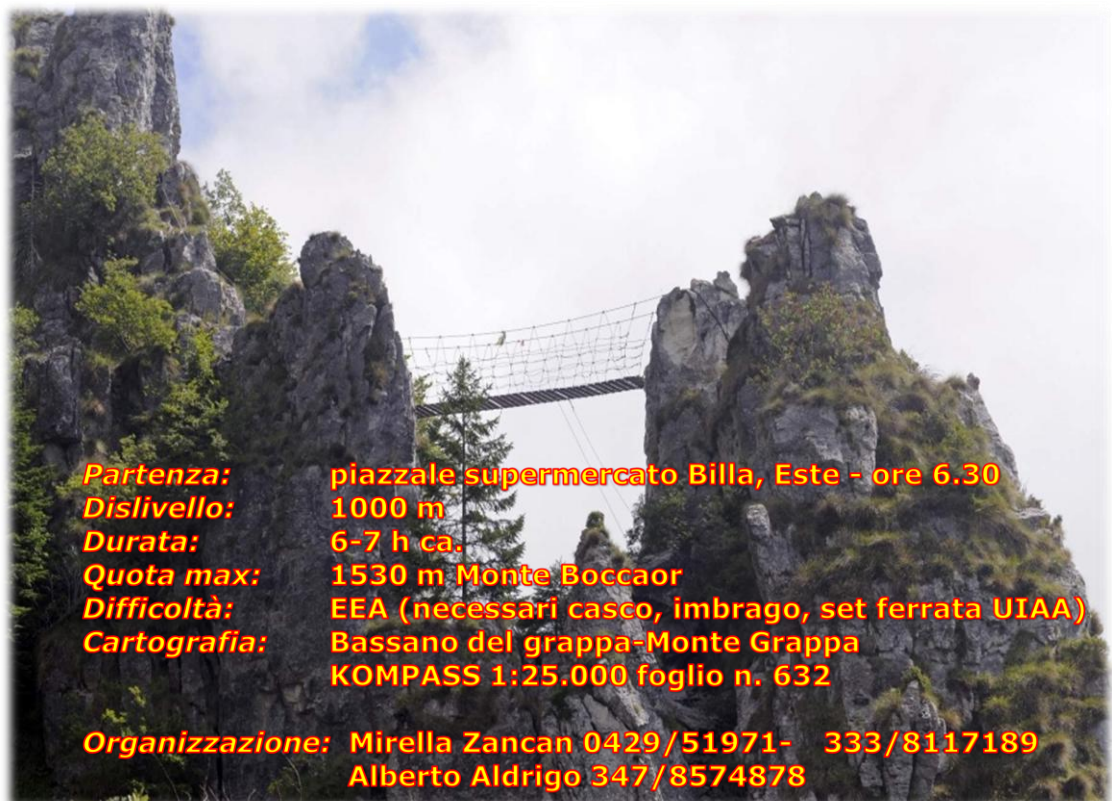 Partenza: piazzale supermercato Billa, Este - ore 6.30
Dislivello: 1000 m
Durata: 6-7 h ca.
Quota max: 1530 m Monte Boccaor
Difficoltà: EEA (necessari casco, imbrago, set ferrata UIAA)
Cartografia: Bassano del grappa-Monte Grappa
KOMPASS 1:25.000 foglio n. 632
Organizzazione: Mirella Zancan 0429/51971- 333/8117189
Alberto Aldrigo 347/8574878